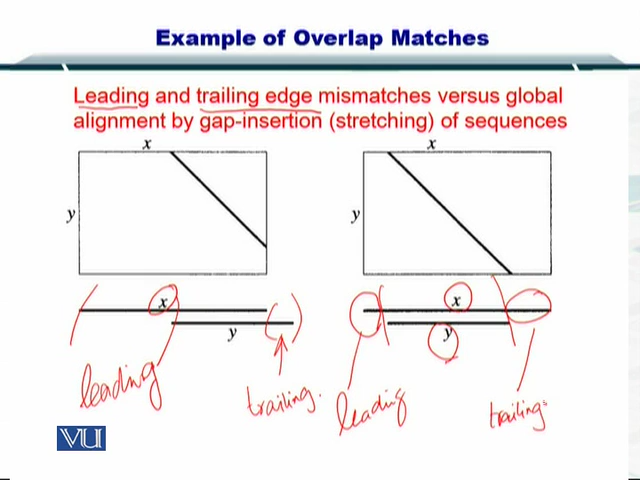 Example of Overlap Matches
Leading and trailing edge mismatches versus global
alignment by gap-insertion (stretching) of sequences
x
x
y
y
x
x
y
y
leading
trailing.
leading
trailing
VU